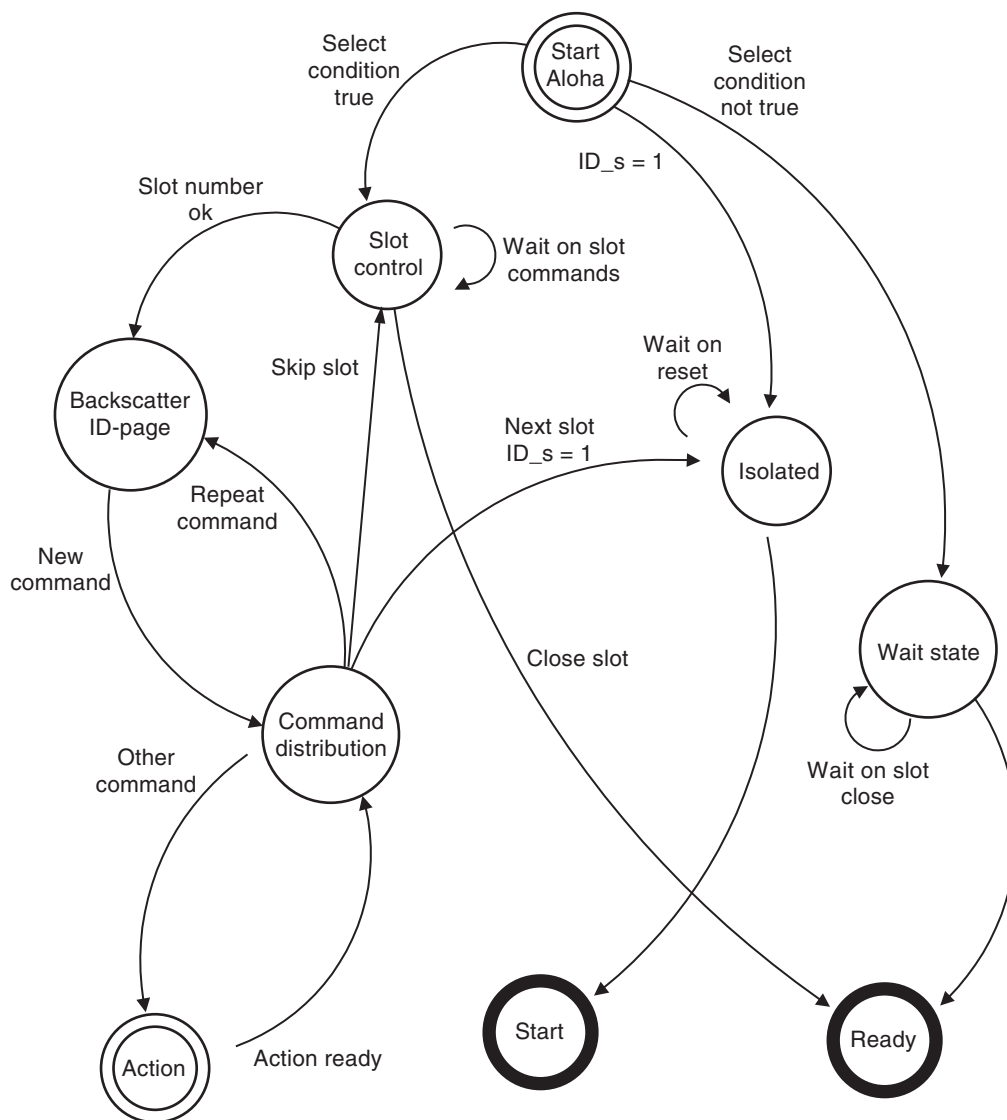 Start
Aloha
Select
condition
true
Select
condition
not true
ID_s = 1
Slot number
ok
Slot
control
Wait on slot
commands
Backscatter
ID-page
Skip slot
Wait on
reset
Next slot
ID_s = 1
Isolated
Repeat
command
New
command
Close slot
Wait state
Command
distribution
Other
command
Wait on slot
close
Action
Action ready
Start
Ready